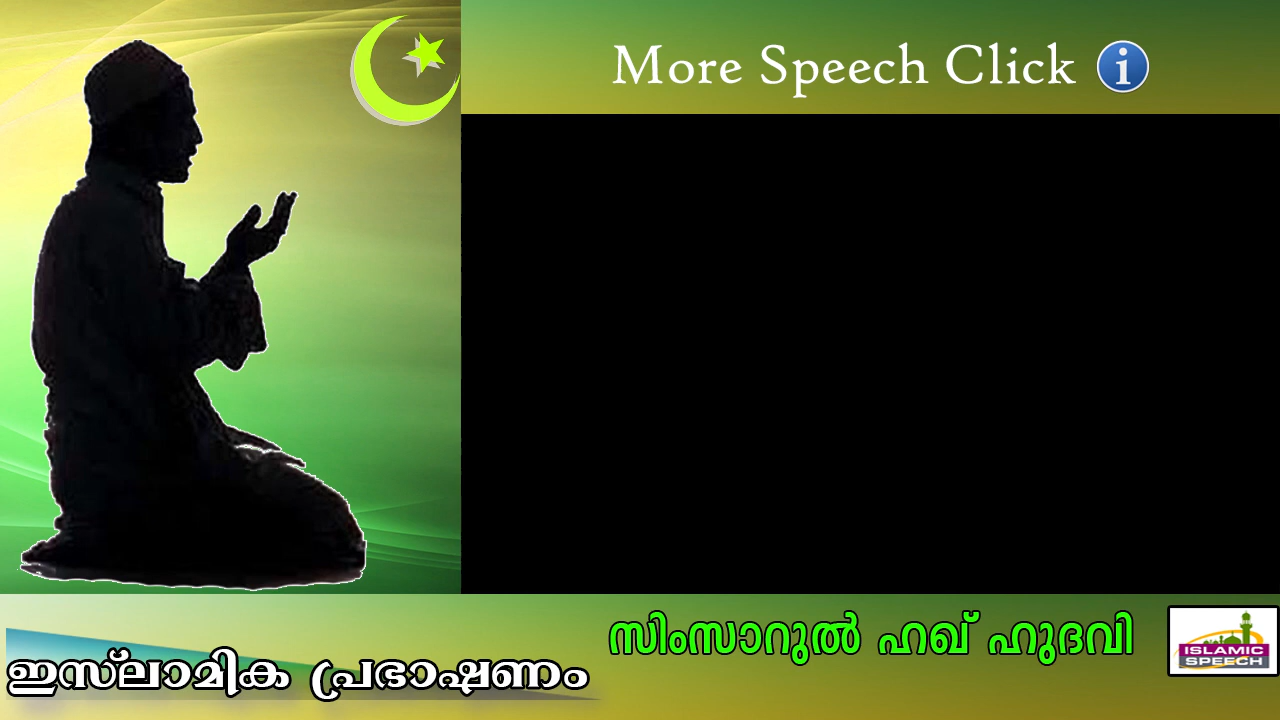 More Speech Click i
സിംസാറുൽ ഹഖ് ഹുദവി
ഇസ്‌ലാമിക പ്രഭാഷണം
ISLAMIC
SPEECH